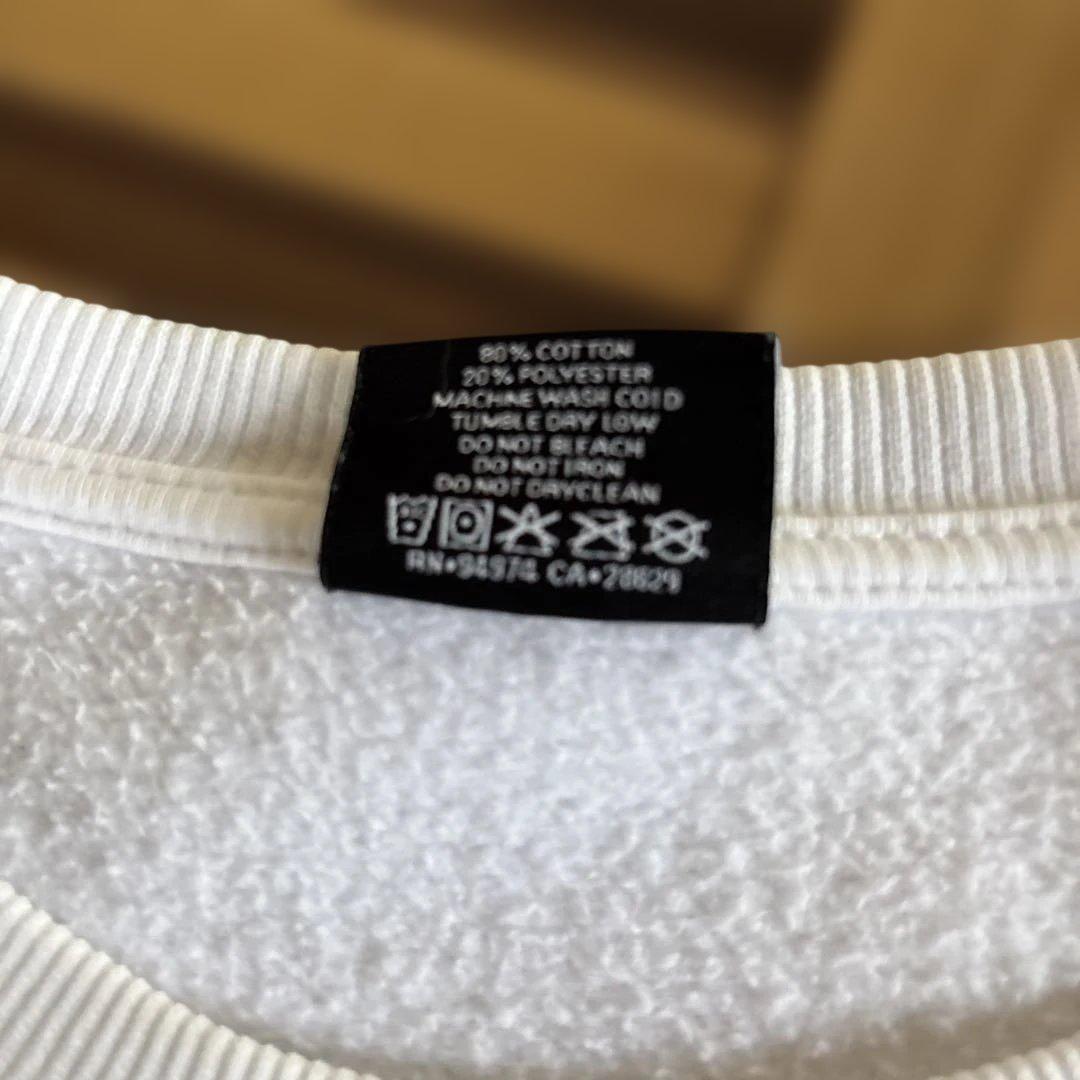 80% COTTON
20% POLYESTER
MACHINE WASH COLD
TUMBLE DRY LOW
DO NOT BLEACH
DO NOT IRON
DO NOT DRYCLEAN
RN•94974 CA•28629